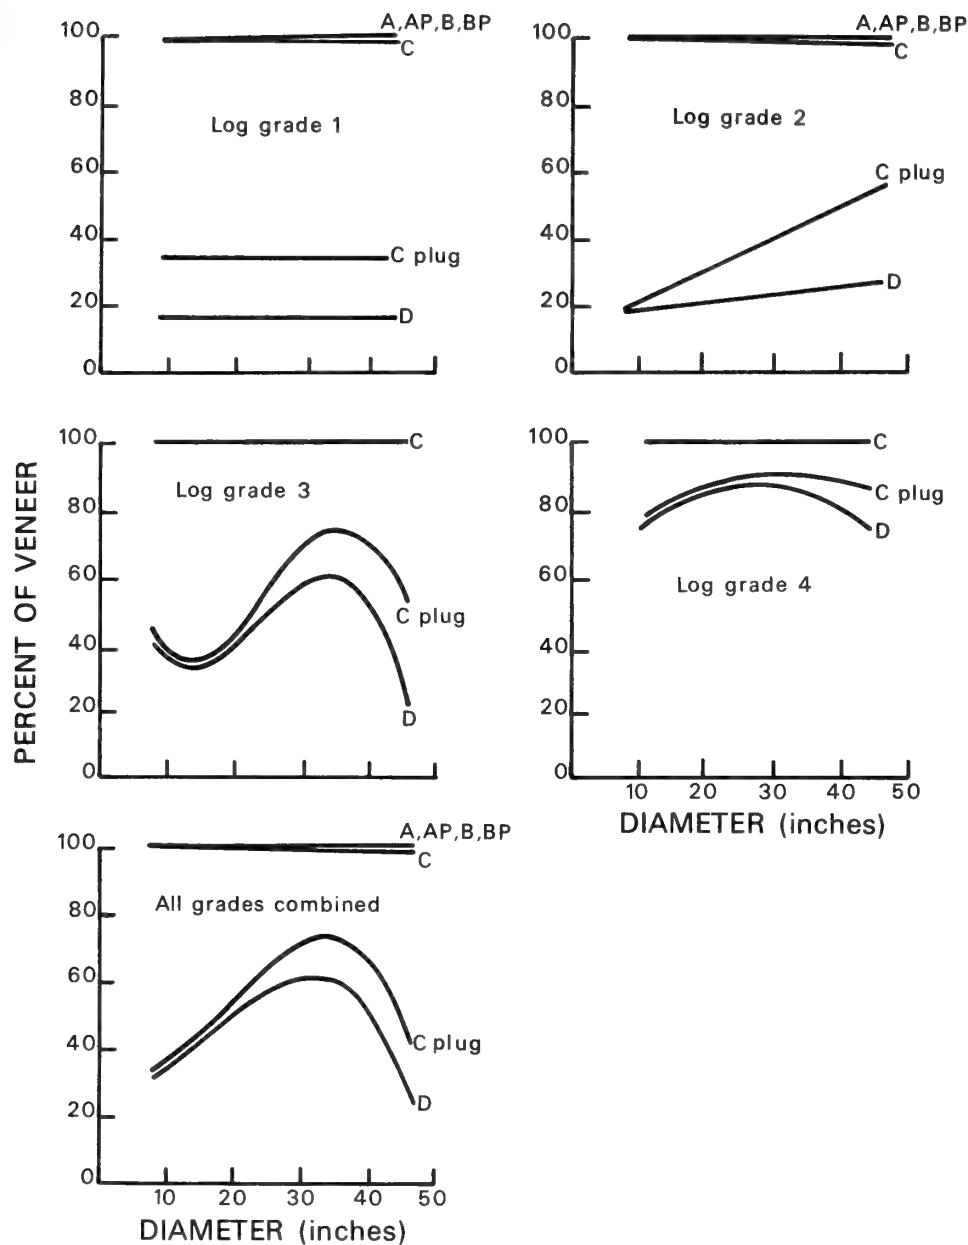 A,AP,B,BP
100
C
80
Log grade 1
60
40
C plug
20
D
0
A,AP,B,BP
100
C
80
Log grade 2
60
C plug
40
20
D
0
PERCENT OF VENEER
100
C
Log grade 3
80
60
C plug
40
20
D
0
100
C
C plug
80
D
60
Log grade 4
40
20
0
10 20 30 40 50
DIAMETER (inches)
A,AP,B,BP
100
C
80
All grades combined
60
40
C plug
20
D
0
10 20 30 40 50
DIAMETER (inches)